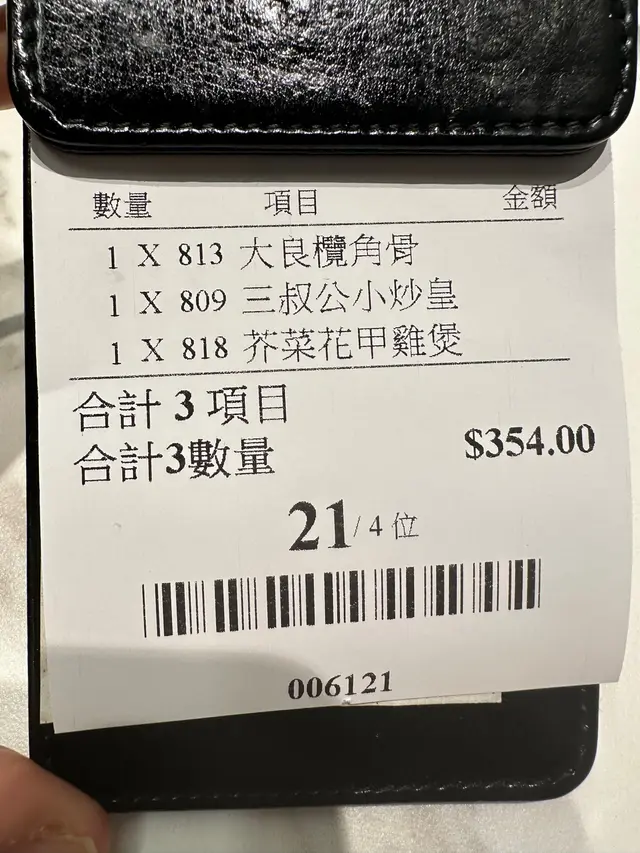 數量 項目 金額
1 X 813 大良欖角骨
1 X 809 三叔公小炒皇
1 X 818 芥菜花甲雞煲
合計 3 項目
合計3數量 $354.00
21/ 4 位
006121